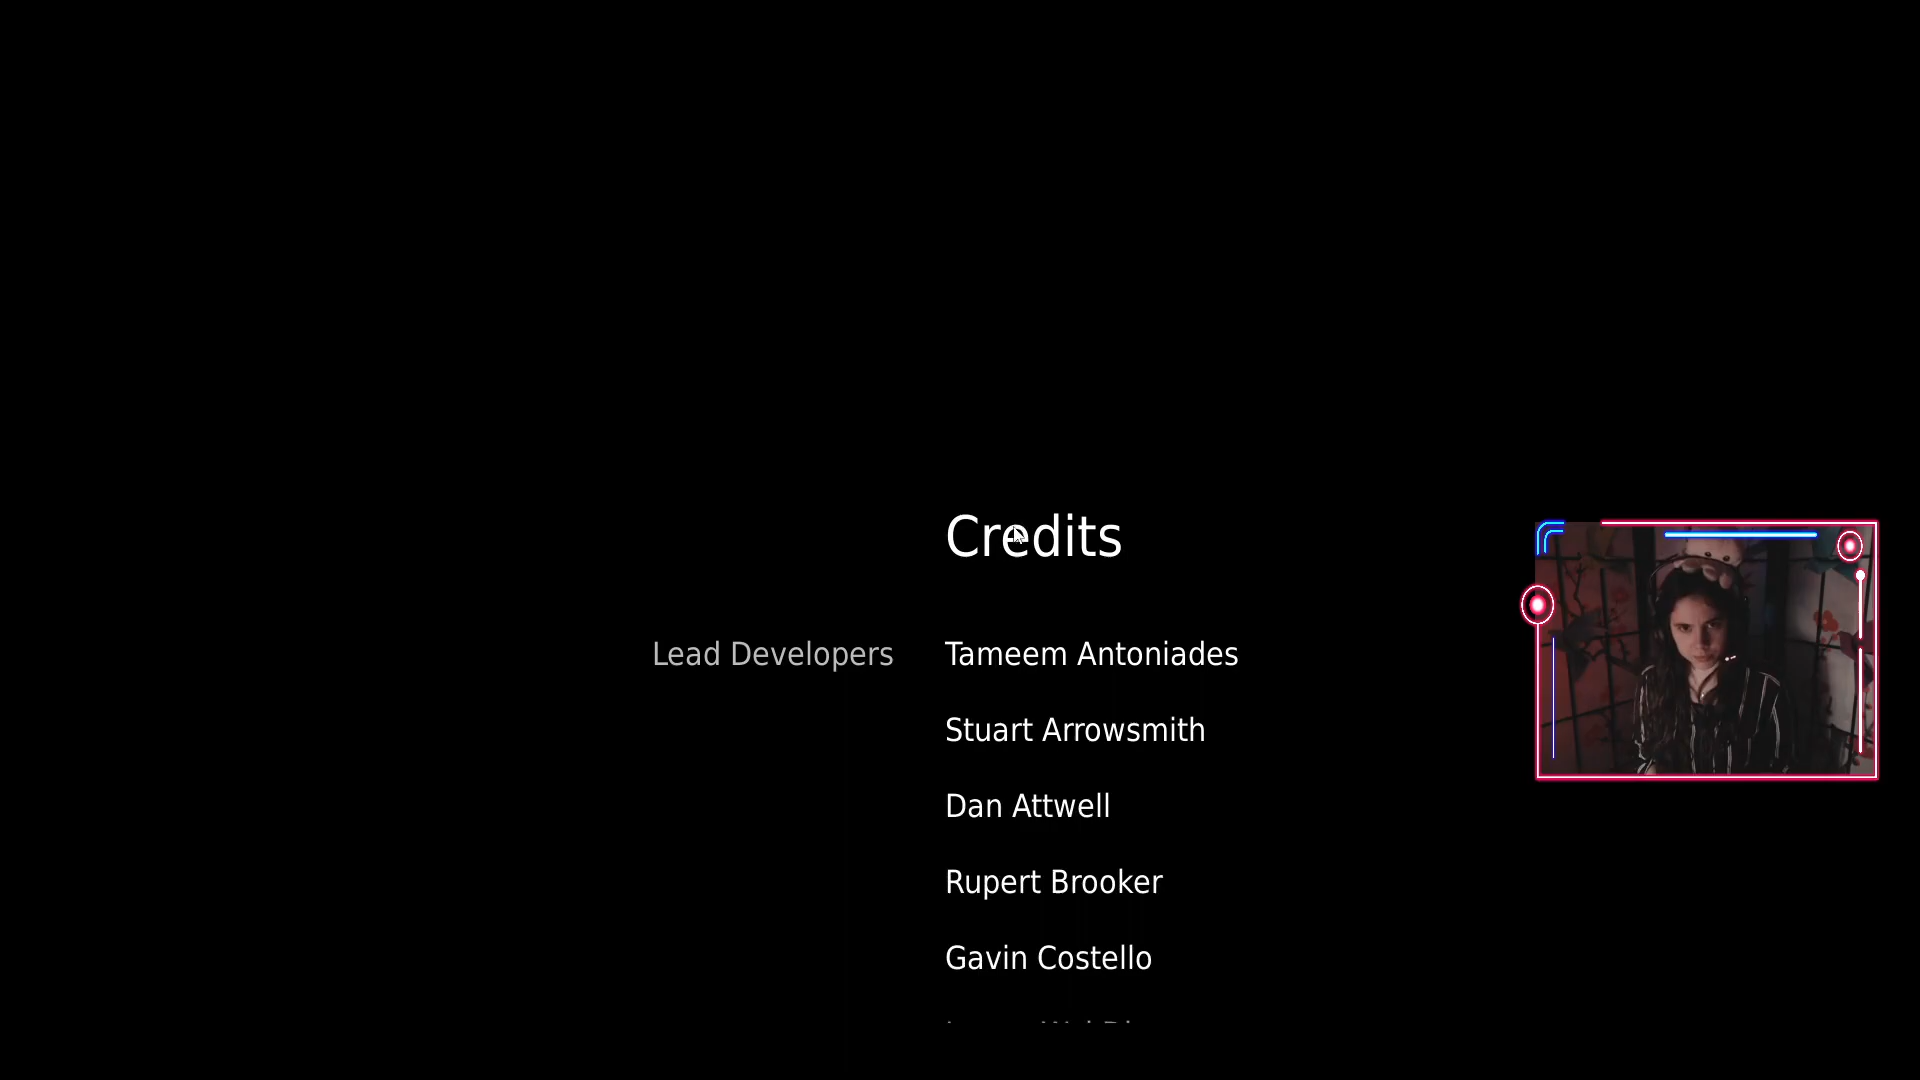 Credits
Lead Developers Tameem Antoniades
Stuart Arrowsmith
Dan Attwell
Rupert Brooker
Gavin Costello